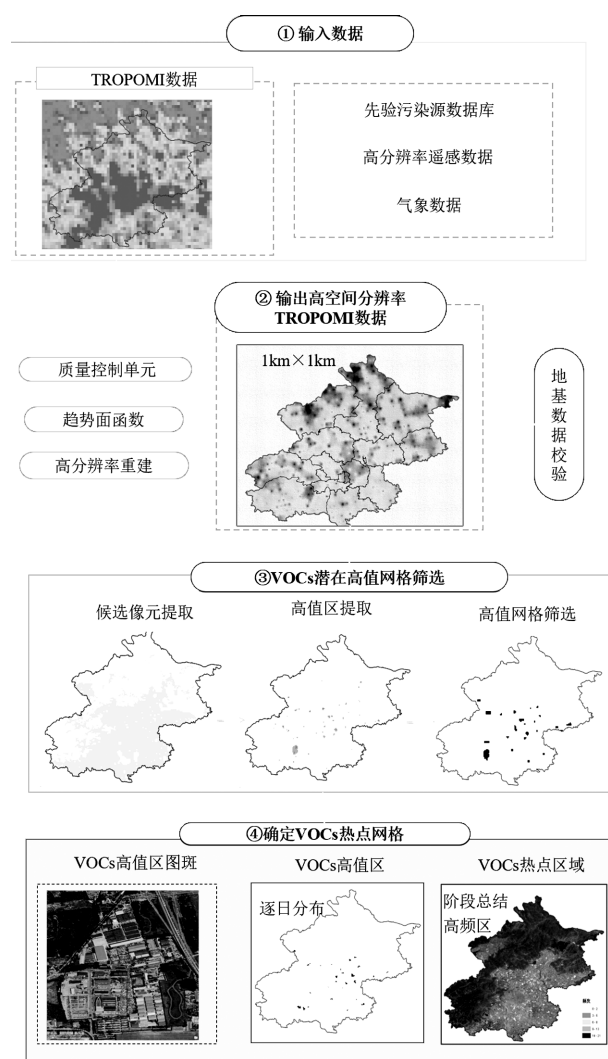 ① 输入数据
TROPOMI数据
先验污染源数据库
高分辨率遥感数据
气象数据
② 输出高空间分辨率
TROPOMI数据
1km×1km
质量控制单元
趋势面函数
高分辨率重建
地基数据校验
③VOCs潜在高值网格筛选
候选像元提取
高值区提取
高值网格筛选
④确定VOCs热点网格
VOCs高值区图斑
VOCs高值区
VOCs热点区域
逐日分布
阶段总结
高频区